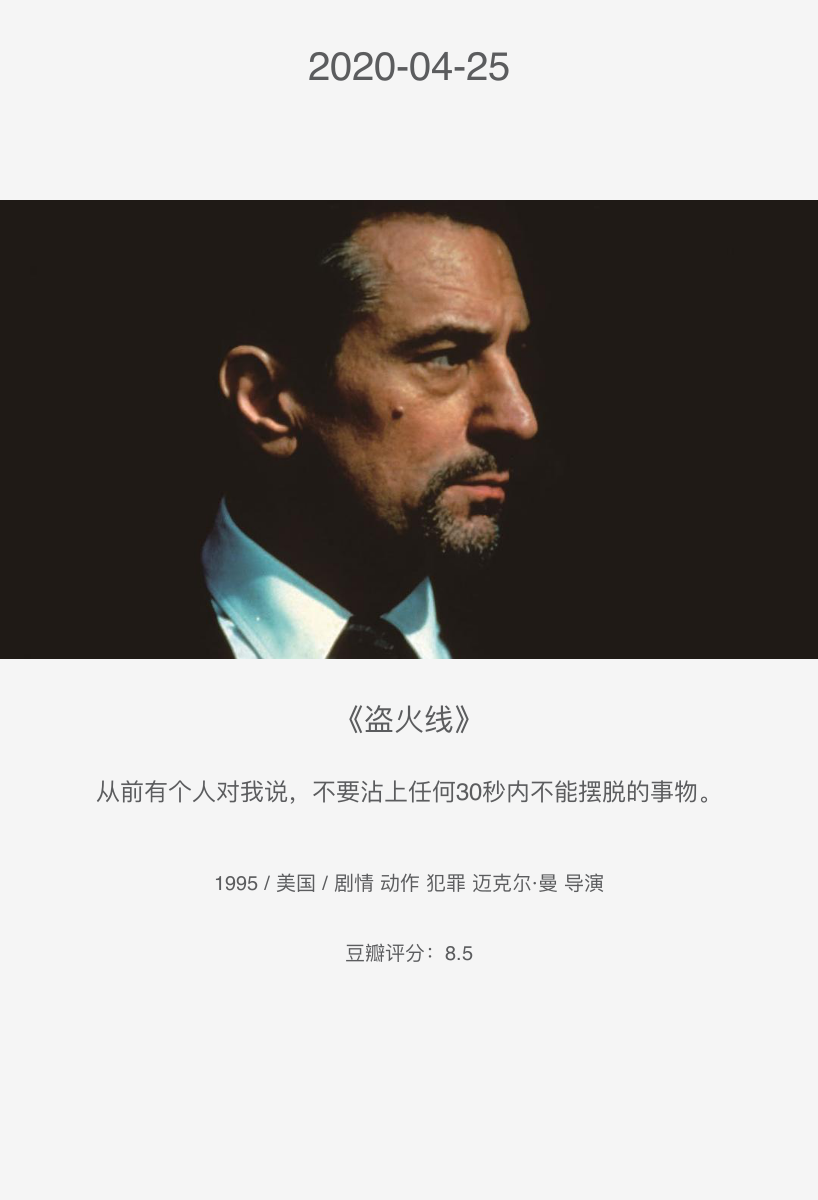 2020-04-25
《盗火线》
从前有个人对我说，不要沾上任何30秒内不能摆脱的事物。
1995 / 美国 / 剧情 动作 犯罪 迈克尔·曼 导演
豆瓣评分：8.5